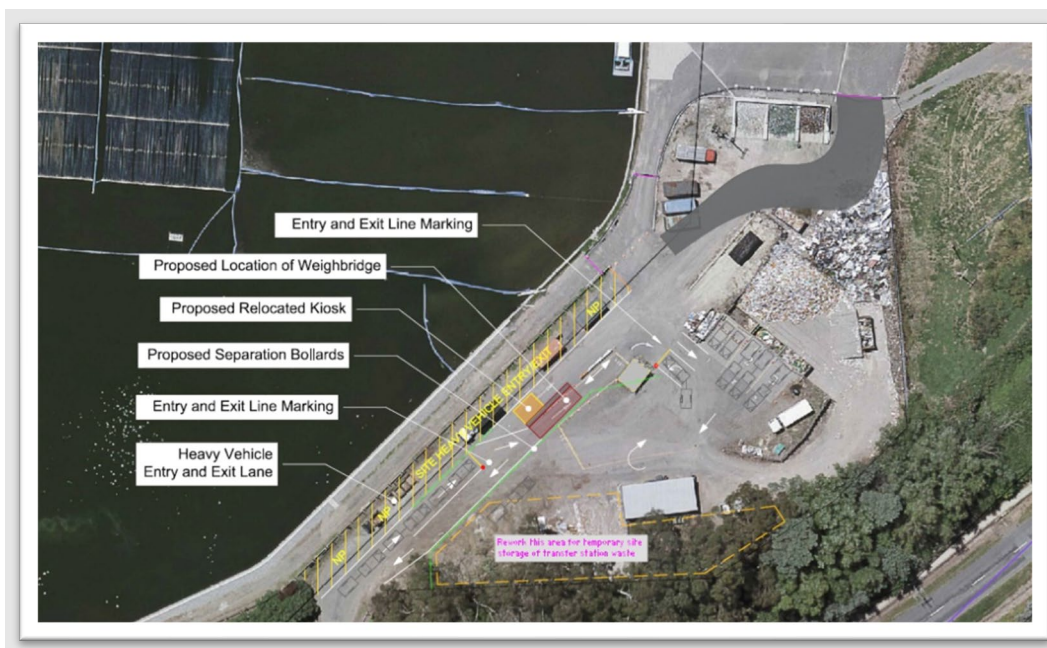 Entry and Exit Line Marking
Proposed Location of Weighbridge
Proposed Relocated Kiosk
Proposed Separation Bollards
Entry and Exit Line Marking
Heavy Vehicle
Entry and Exit Lane
NP
SITE HEAVY VEHICLE ENTRY/EXIT
NP
NP
Rework this area for temporary site
storage of transfer station waste